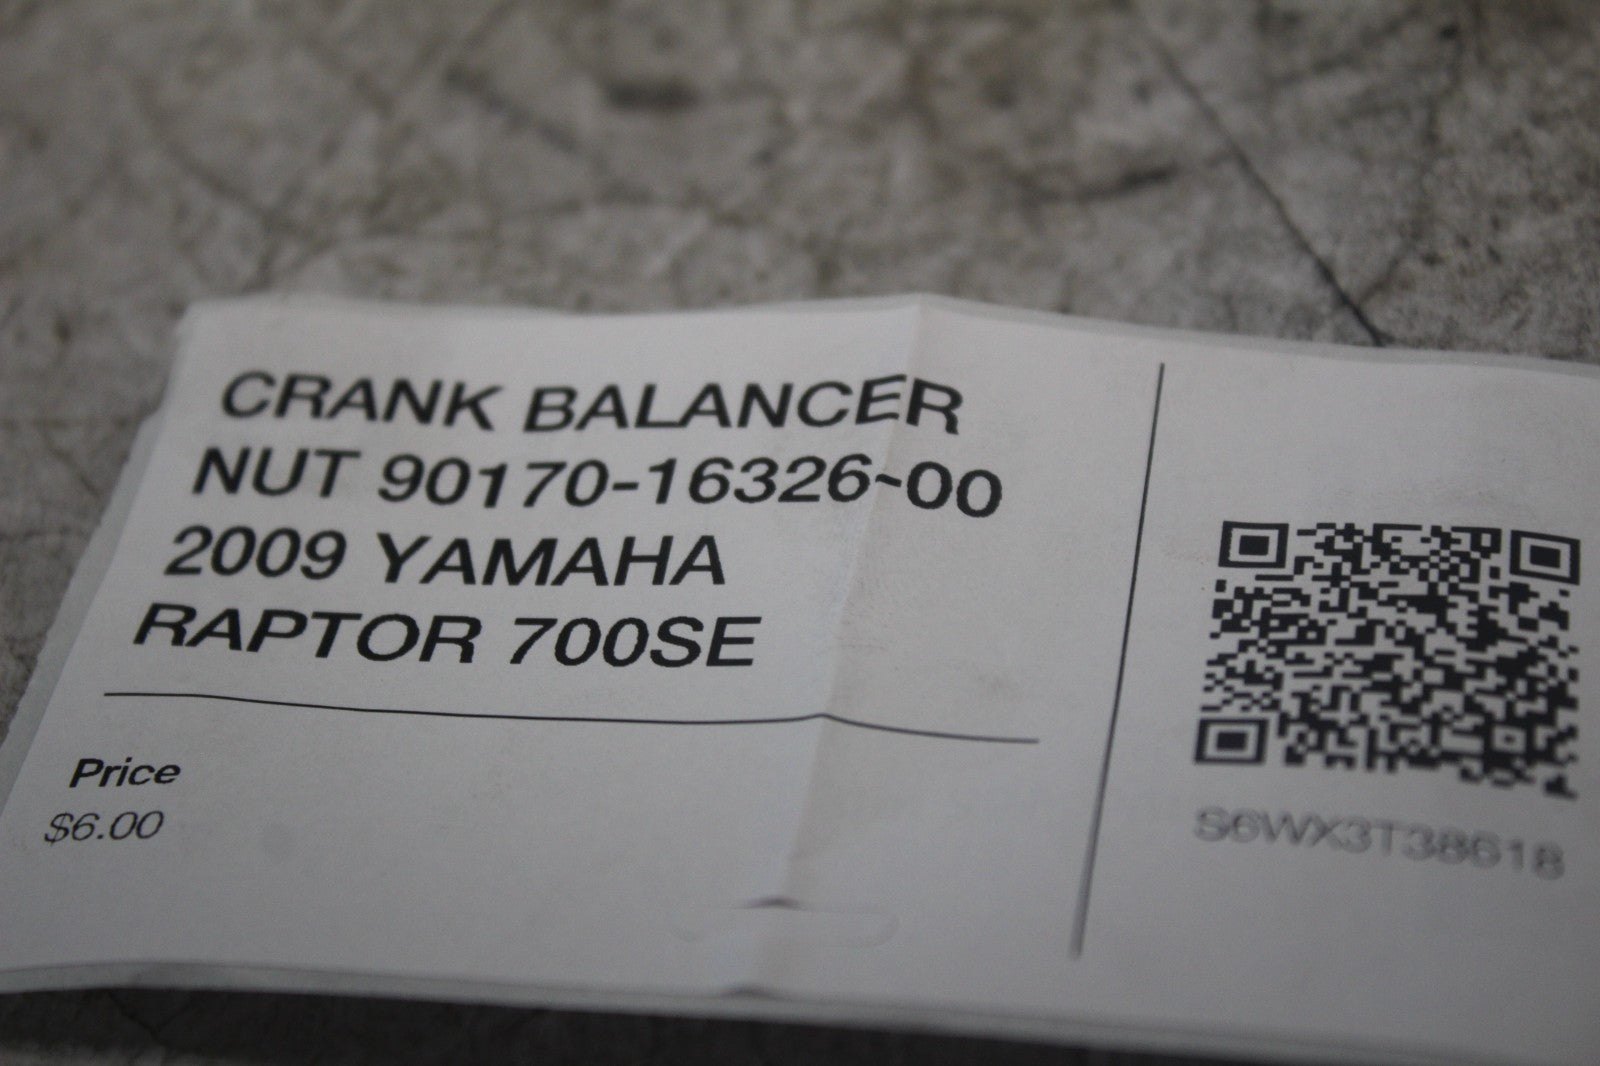 CRANK BALANCER
NUT 90170-16326-00
2009 YAMAHA
RAPTOR 700SE
Price
$6.00
S6WX3T38618